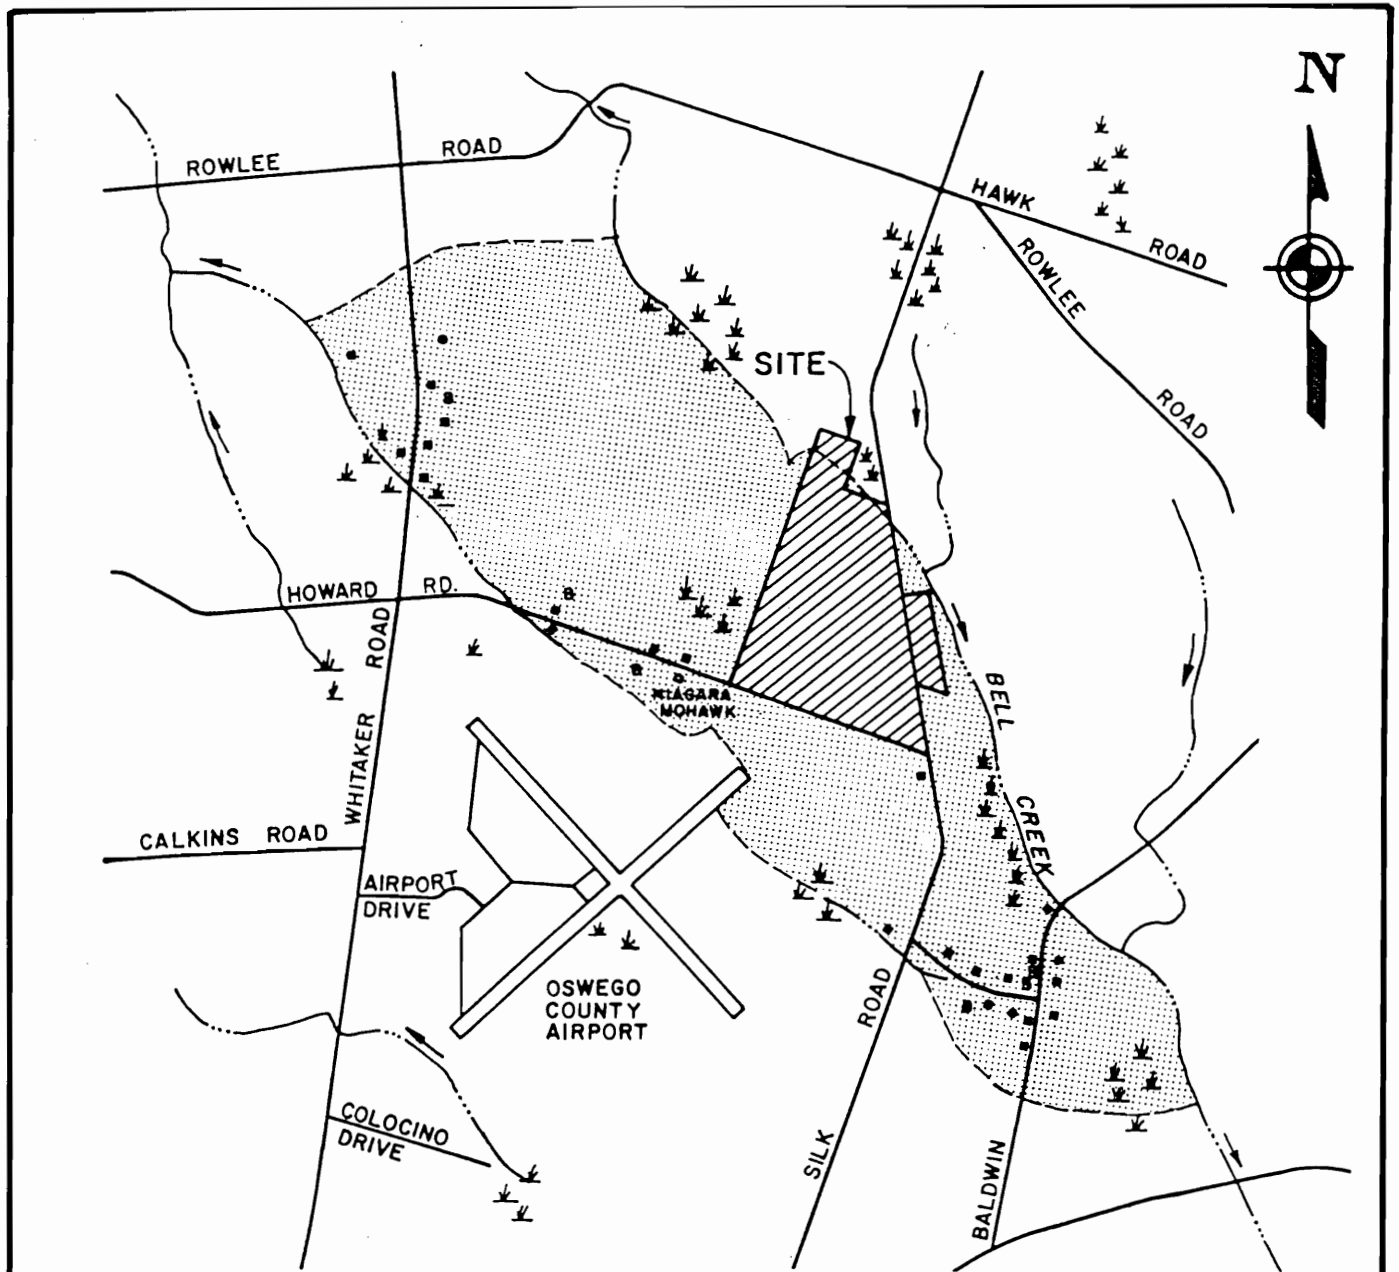 N
ROWLEE ROAD
HAWK ROAD
ROWLEE ROAD
SITE
HOWARD RD.
WHITAKER ROAD
NIAGARA
MOHAWK
BELL CREEK
CALKINS ROAD
AIRPORT
DRIVE
OSWEGO
COUNTY
AIRPORT
SILK ROAD
COLOCINO
DRIVE
BALDWIN